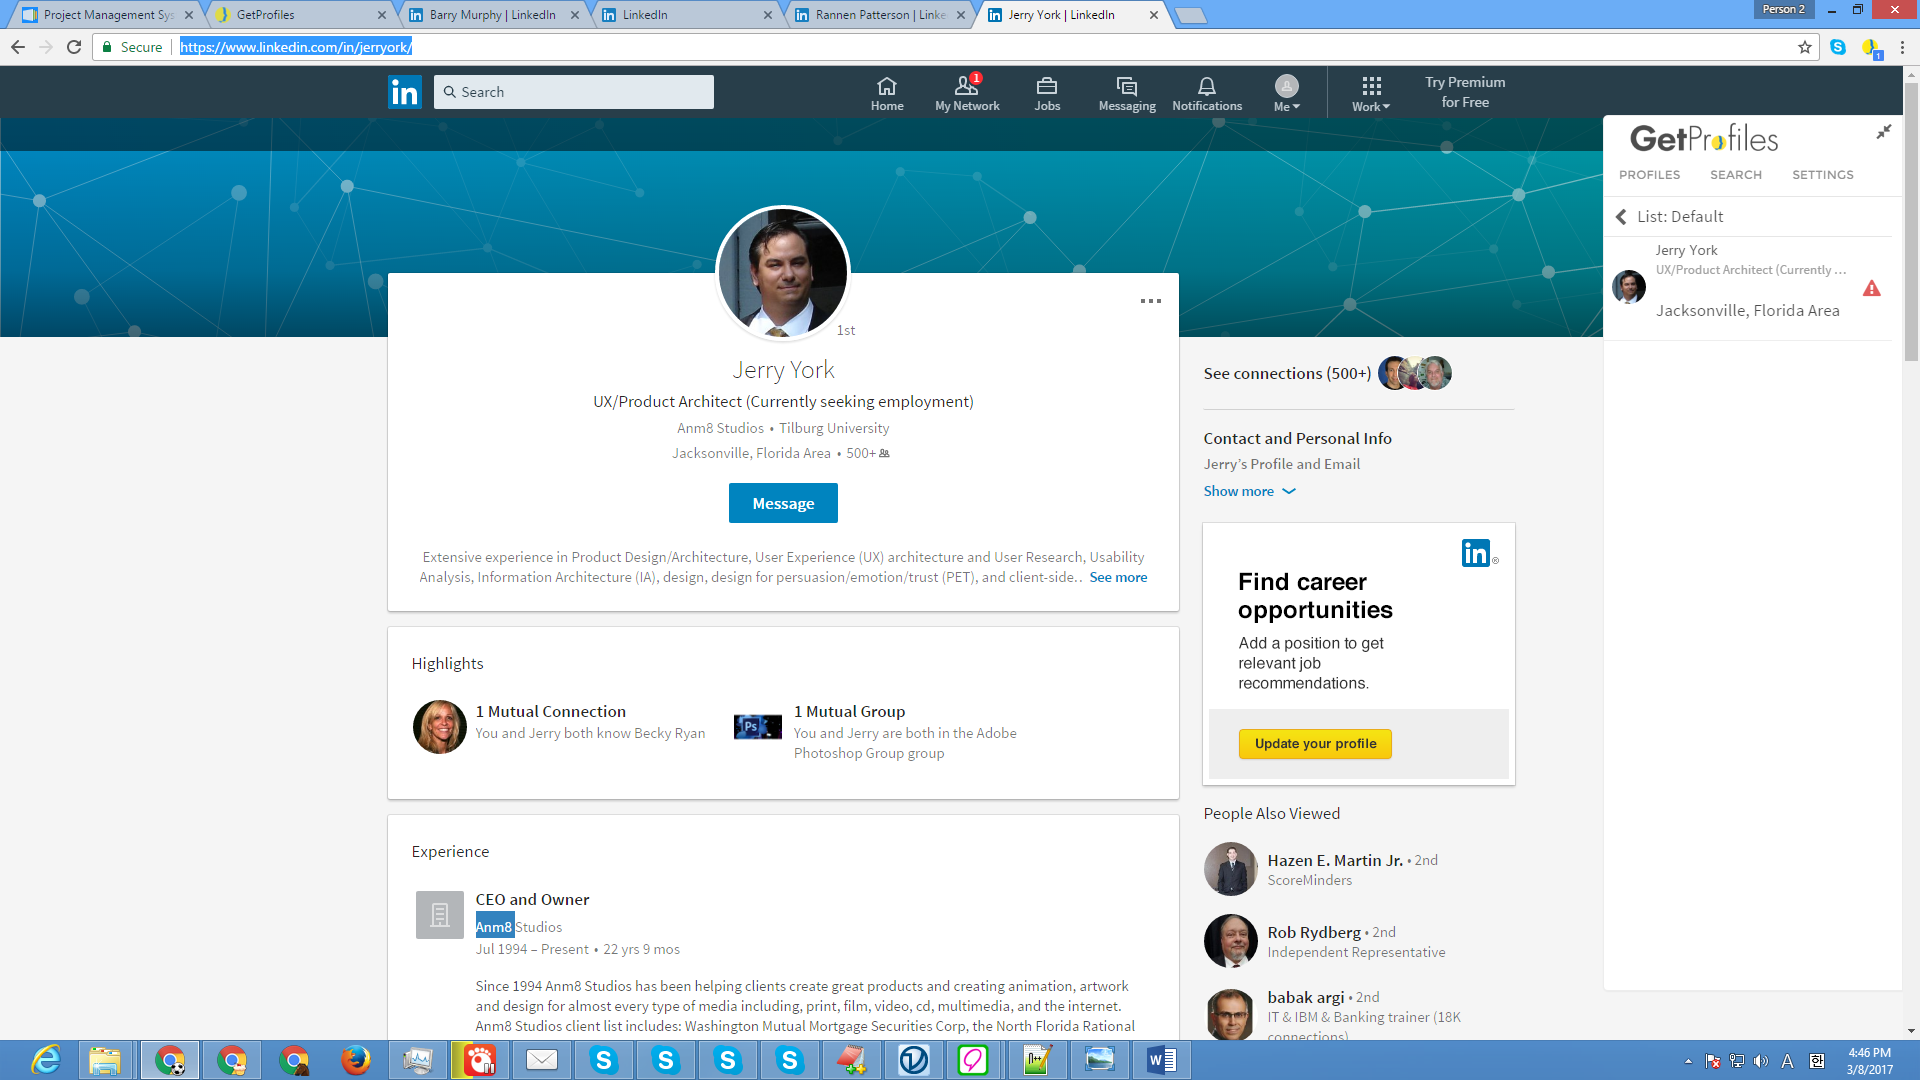 Project Management Sys
GetProfiles
Barry Murphy | LinkedIn
LinkedIn
Rannen Patterson | Linke
Jerry York | LinkedIn
Person 2
Secure
https://www.linkedin.com/in/jerryork/
1
in
Search
Home
1
My Network
Jobs
Messaging
Notifications
Me
Work
Try Premium
for Free
GetProfiles
PROFILES
SEARCH
SETTINGS
List: Default
Jerry York
UX/Product Architect (Currently ...
Jacksonville, Florida Area
1st
Jerry York
UX/Product Architect (Currently seeking employment)
Anm8 Studios • Tilburg University
Jacksonville, Florida Area • 500+
Message
Extensive experience in Product Design/Architecture, User Experience (UX) architecture and User Research, Usability
Analysis, Information Architecture (IA), design, design for persuasion/emotion/trust (PET), and client-side.. See more
See connections (500+)
Contact and Personal Info
Jerry's Profile and Email
Show more
in
Find career
opportunities
Add a position to get
relevant job
recommendations.
Update your profile
Highlights
1 Mutual Connection
You and Jerry both know Becky Ryan
Ps
1 Mutual Group
You and Jerry are both in the Adobe
Photoshop Group group
Experience
CEO and Owner
Anm8 Studios
Jul 1994 – Present • 22 yrs 9 mos
Since 1994 Anm8 Studios has been helping clients create great products and creating animation, artwork
and design for almost every type of media including, print, film, video, cd, multimedia, and the internet.
Anm8 Studios client list includes: Washington Mutual Mortgage Securities Corp, the North Florida Rational
People Also Viewed
Hazen E. Martin Jr. • 2nd
ScoreMinders
Rob Rydberg • 2nd
Independent Representative
babak argi • 2nd
IT & IBM & Banking trainer (18K
connections)
A
한
4:46 PM
3/8/2017